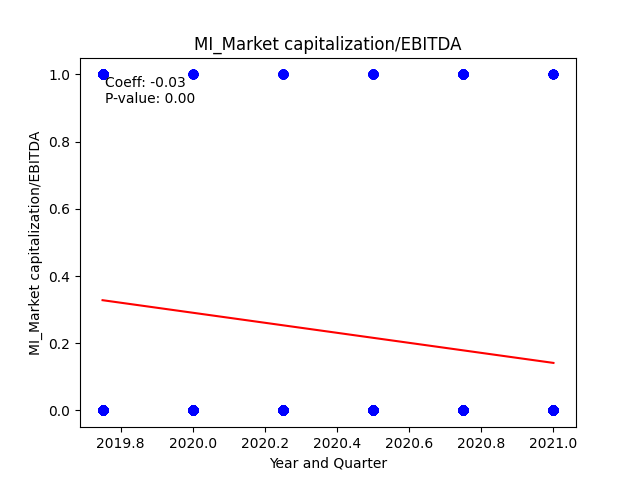 MI_Market capitalization/EBITDA
1.0
Coeff: -0.03
P-value: 0.00
0.8
0.6
0.4
0.2
0.0
MI_Market capitalization/EBITDA
2019.8 2020.0 2020.2 2020.4 2020.6 2020.8 2021.0
Year and Quarter